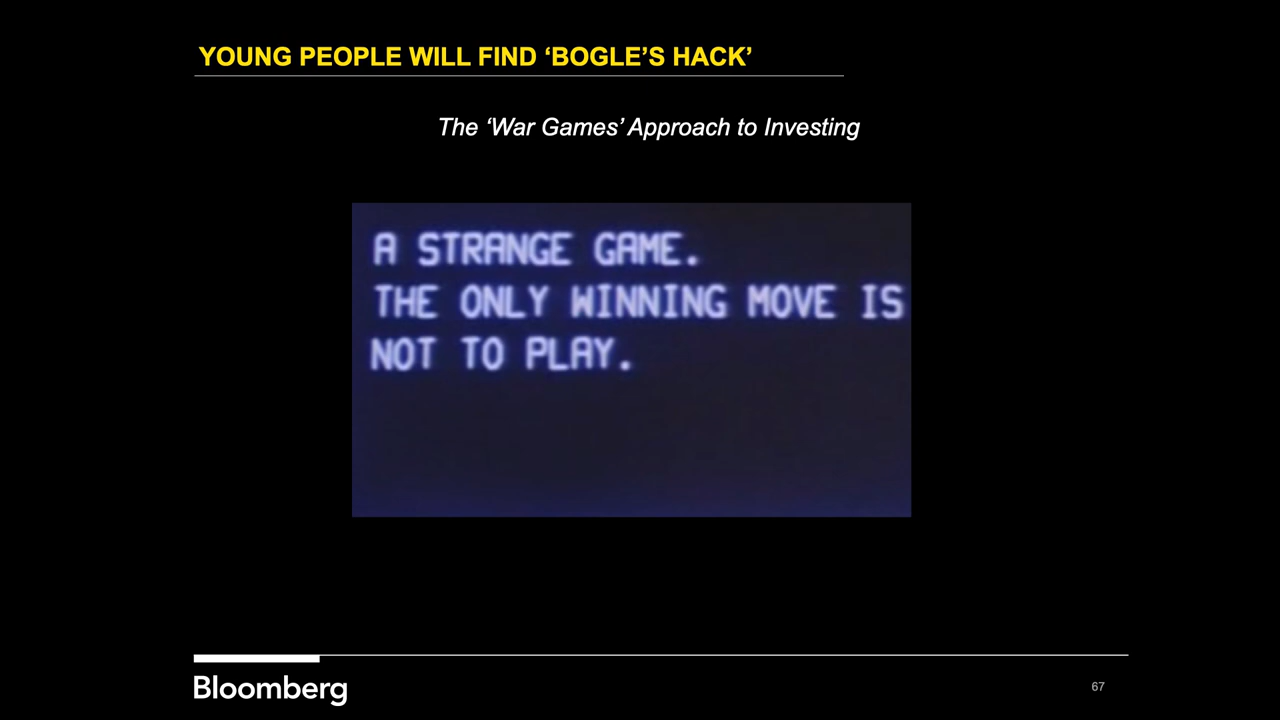 YOUNG PEOPLE WILL FIND ‘BOGLE’S HACK’
The ‘War Games’ Approach to Investing
A STRANGE GAME.
THE ONLY WINNING MOVE IS
NOT TO PLAY.
Bloomberg
67